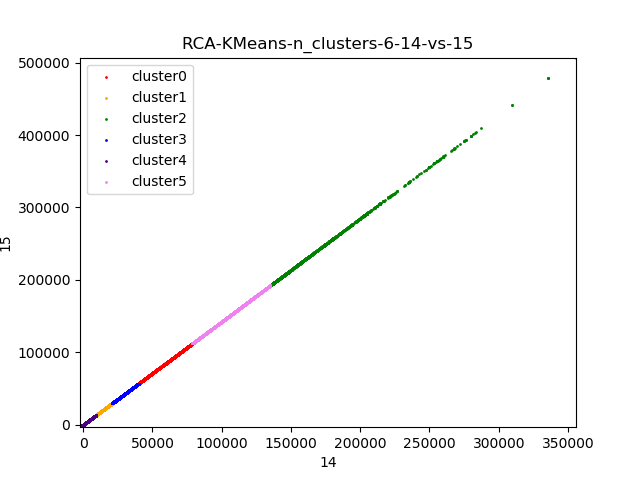 RCA-KMeans-n_clusters-6-14-vs-15
500000
400000
300000
200000
100000
0
15
cluster0
cluster1
cluster2
cluster3
cluster4
cluster5
0 50000 100000 150000 200000 250000 300000 350000
14